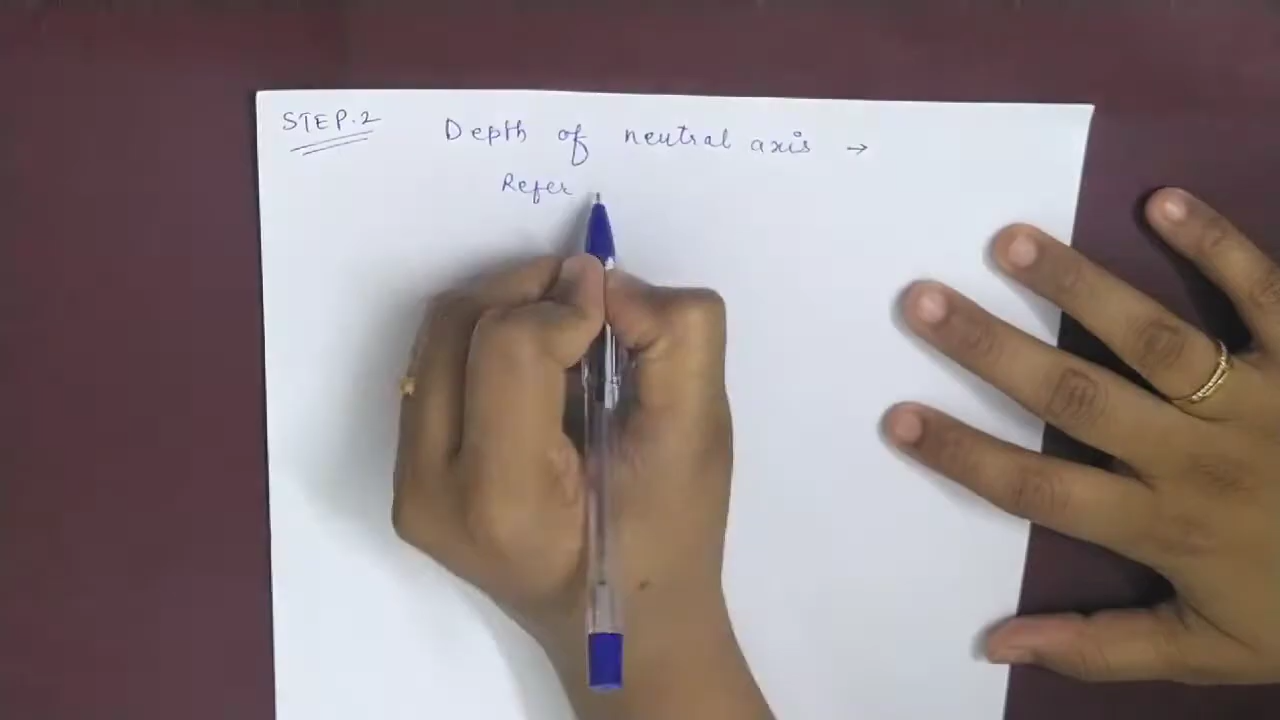 STEP.2 Depth of neutral axis →
Refer